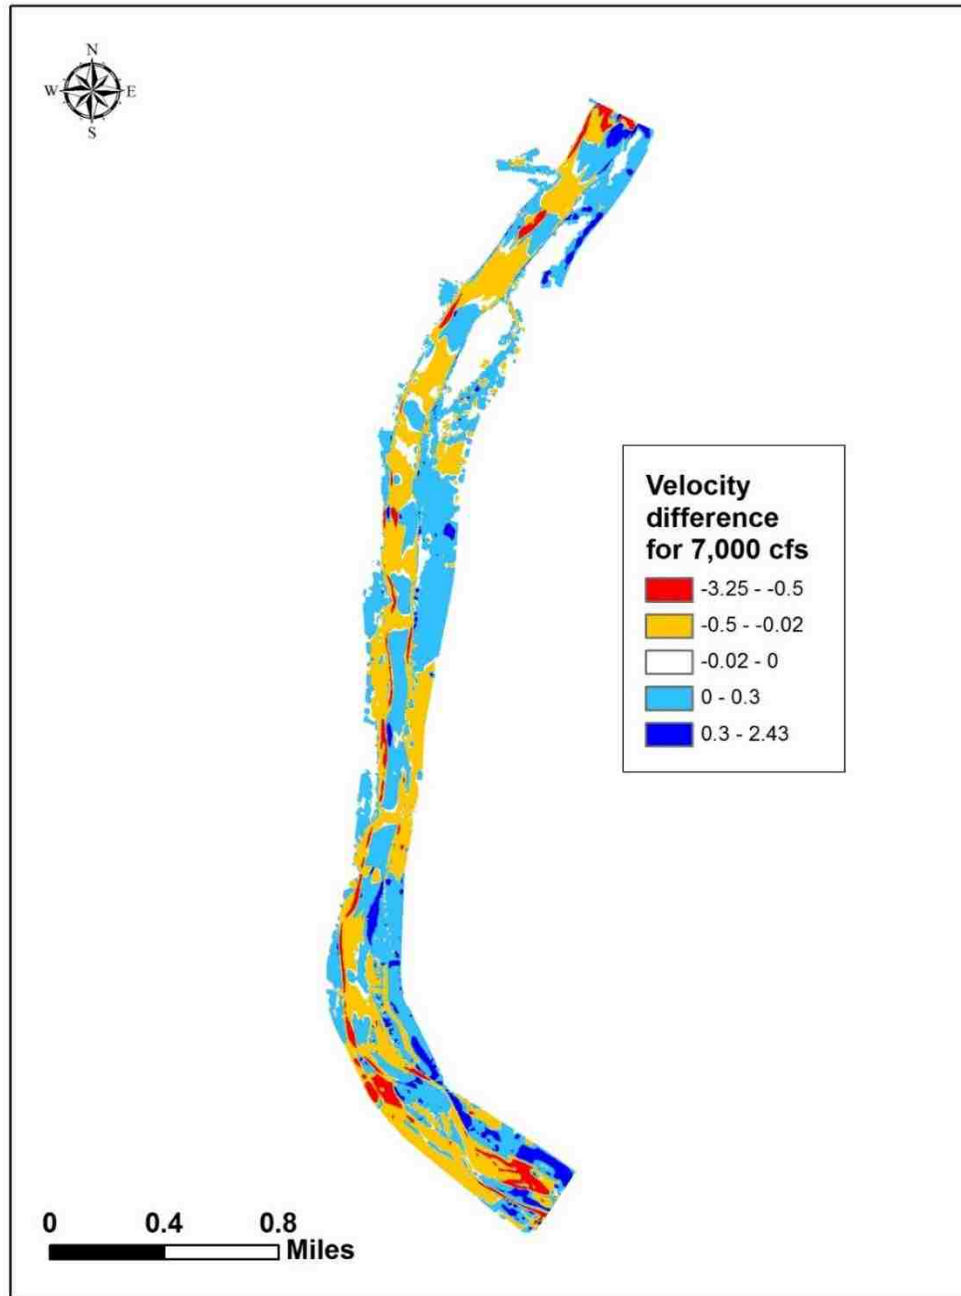 N
W E
S
Velocity
difference
for 7,000 cfs
-3.25 - -0.5
-0.5 - -0.02
-0.02 - 0
0 - 0.3
0.3 - 2.43
0 0.4 0.8
Miles